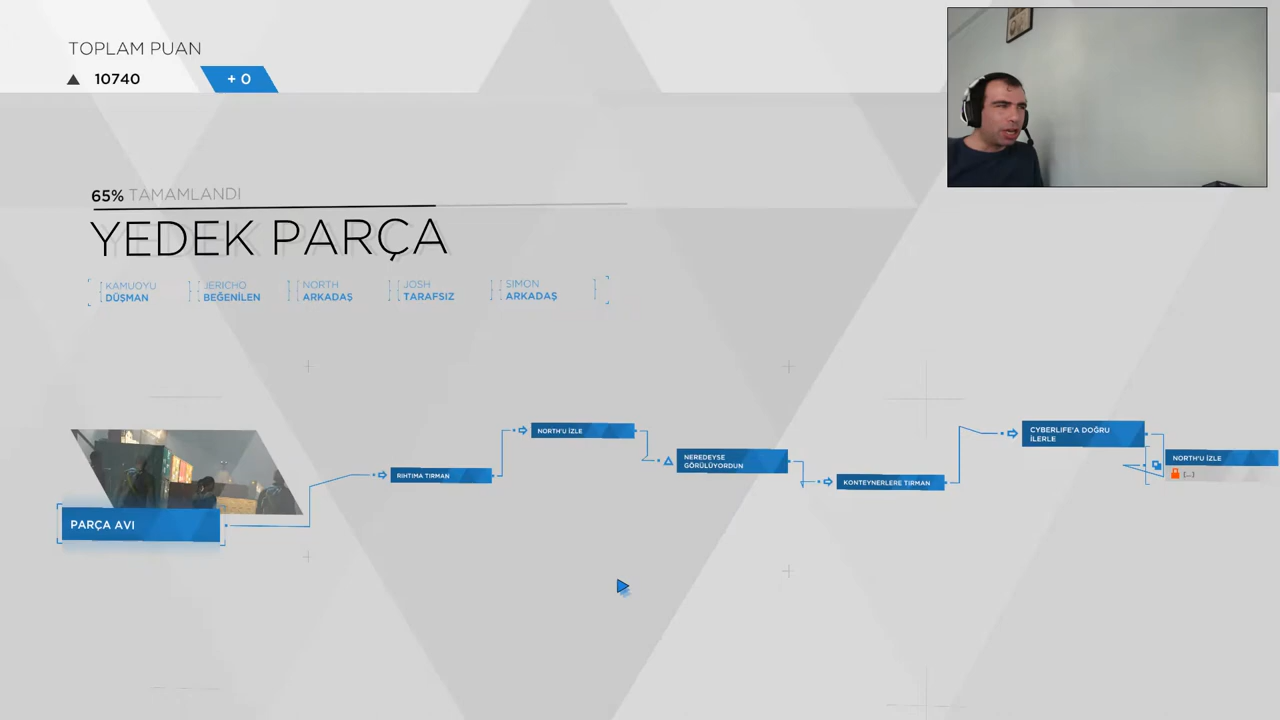 TOPLAM PUAN
10740
+ 0
65% TAMAMLANDI
YEDEK PARÇA
KAMUOYU
DÜŞMAN
JERICHO
BEĞENİLEN
NORTH
ARKADAŞ
JOSH
TARAFSIZ
SIMON
ARKADAŞ
PARÇA AVI
RIHTIMA TIRMAN
NORTH'U İZLE
NEREDEYSE
GÖRÜLÜYORDUN
KONTEYNERLERE TIRMAN
CYBERLIFE'A DOĞRU
İLERLE
NORTH'U İZLE
[...]